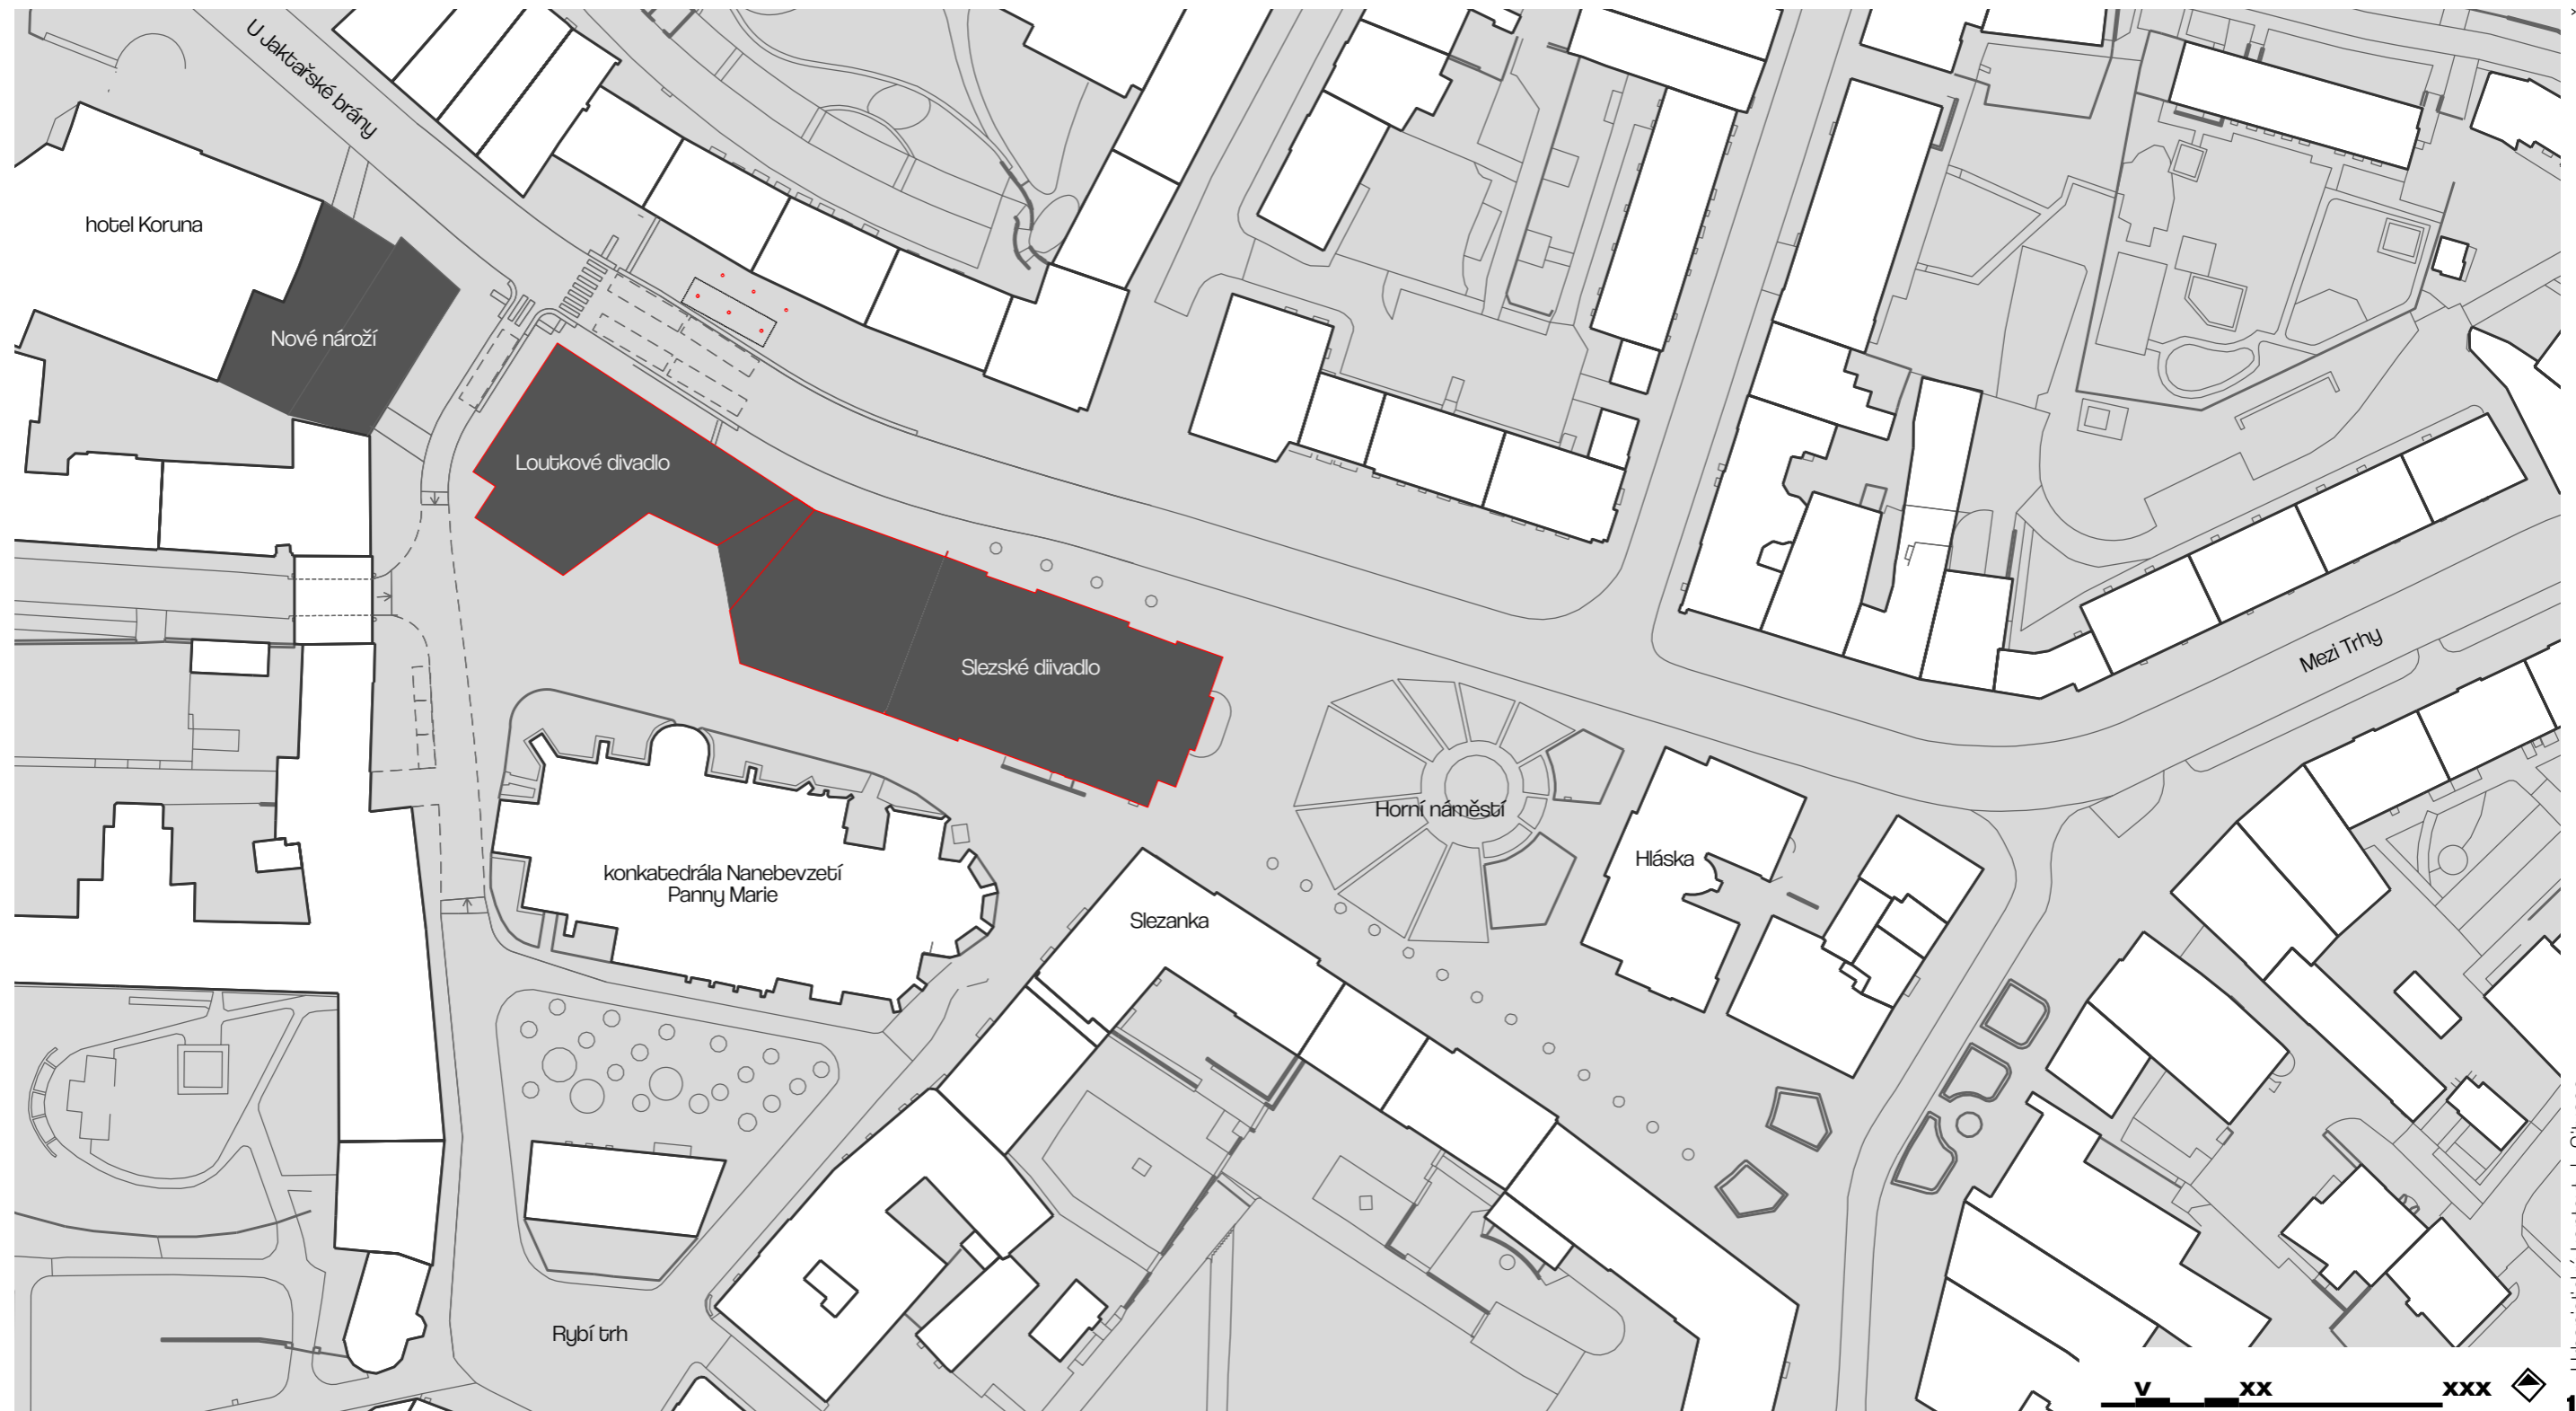 U Jaktařské brány
hotel Koruna
Nové nároží
Loutkové divadlo
Slezské diivadlo
Mezi Trhy
Horní náměstí
Hláska
konkatedrála Nanebevzetí
Panny Marie
Slezanka
Rybí trh
V XX XXX
1